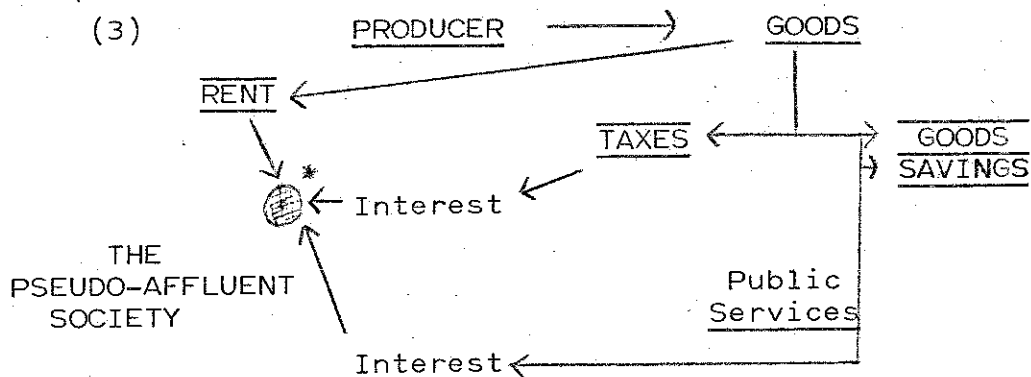 (3)
PRODUCER
GOODS
RENT
TAXES
GOODS
SAVINGS
*
Interest
THE
PSEUDO-AFFLUENT
SOCIETY
Public
Services
Interest